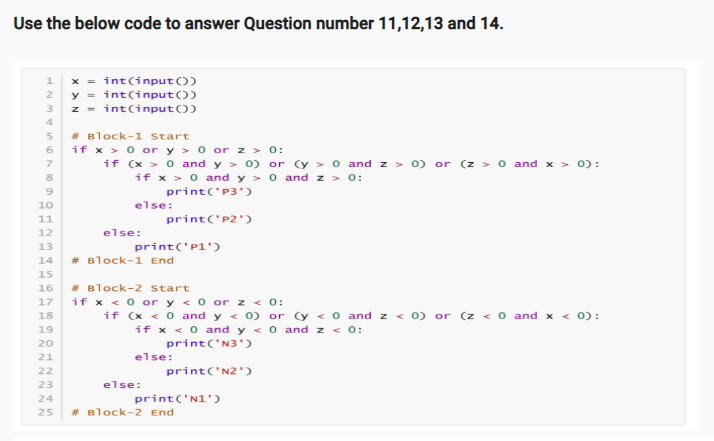 Use the below code to answer Question number 11,12,13 and 14.
1 x = int(input())
2 y = int(input())
3 z = int(input())
4
5 # Block-1 Start
6 if x > 0 or y > 0 or z > 0:
7     if (x > 0 and y > 0) or (y > 0 and z > 0) or (z > 0 and x > 0):
8         if x > 0 and y > 0 and z > 0:
9             print('P3')
10         else:
11             print('P2')
12     else:
13         print('P1')
14 # Block-1 End
15
16 # Block-2 Start
17 if x < 0 or y < 0 or z < 0:
18     if (x < 0 and y < 0) or (y < 0 and z < 0) or (z < 0 and x < 0):
19         if x < 0 and y < 0 and z < 0:
20             print('N3')
21         else:
22             print('N2')
23     else:
24         print('N1')
25 # Block-2 End